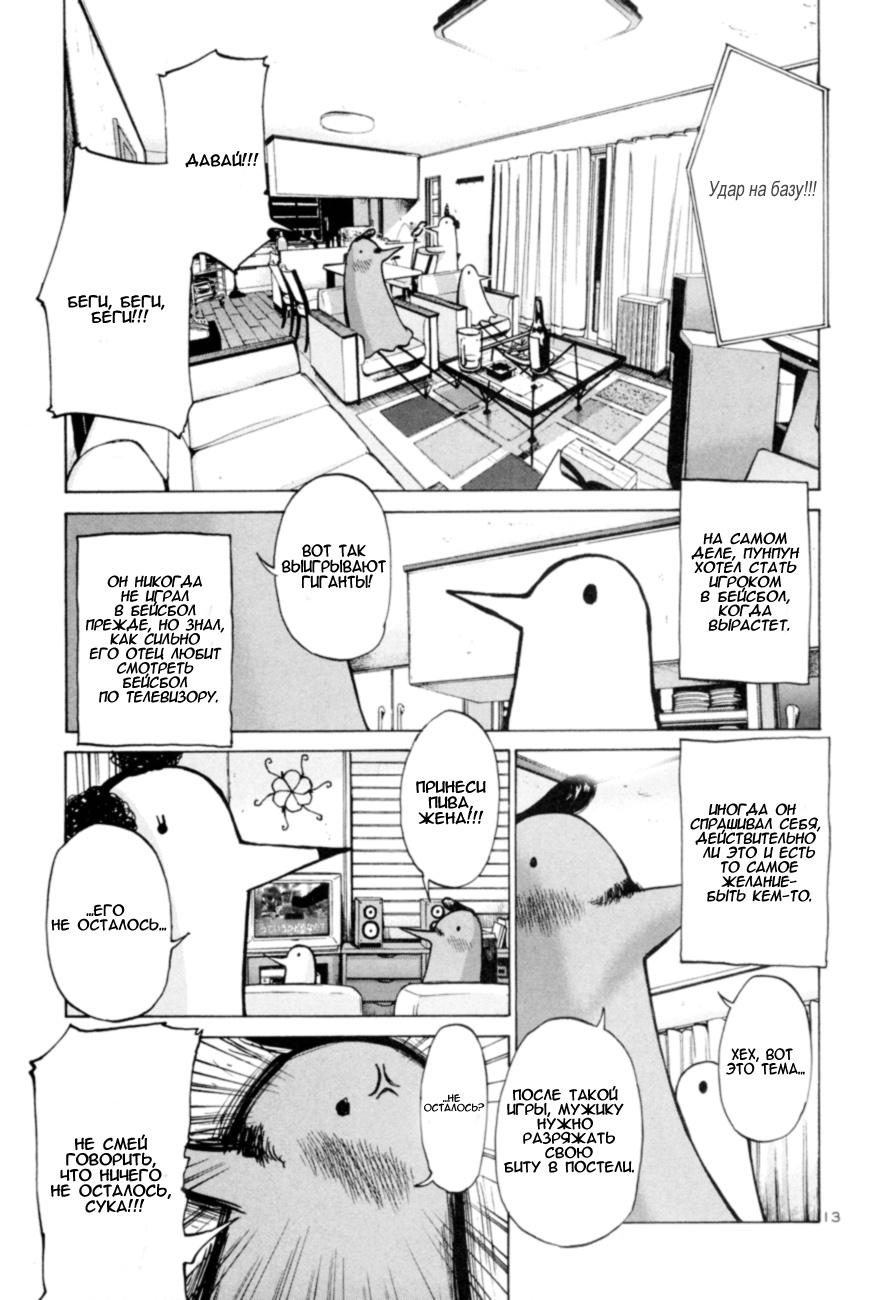 Удар на базу!!!
ДАВАЙ!!!
БЕГИ, БЕГИ,
БЕГИ!!!
НА САМОМ
ДЕЛЕ, ПУНПУН
ХОТЕЛ СТАТЬ
ИГРОКОМ
В БЕЙСБОЛ,
КОГДА
ВЫРАСТЕТ.
ВОТ ТАК
ВЫИГРЫВАЮТ
ГИГАНТЫ!
ОН НИКОГДА
НЕ ИГРАЛ
В БЕЙСБОЛ
ПРЕЖДЕ, НО ЗНАЛ,
КАК СИЛЬНО
ЕГО ОТЕЦ ЛЮБИТ
СМОТРЕТЬ
БЕЙСБОЛ
ПО ТЕЛЕВИЗОРУ.
ИНОГДА ОН
СПРАШИВАЛ СЕБЯ,
ДЕЙСТВИТЕЛЬНО
ЛИ ЭТО И ЕСТЬ
ТО САМОЕ
ЖЕЛАНИЕ-
БЫТЬ КЕМ-ТО.
ХЕХ, ВОТ
ЭТО ТЕМА...
ПОСЛЕ ТАКОЙ
ИГРЫ, МУЖИКУ
НУЖНО
РАЗРЯЖАТЬ
СВОЮ
БИТУ В ПОСТЕЛИ.
ПРИНЕСИ
ПИВА,
ЖЕНА!!!
...ЕГО
НЕ ОСТАЛОСЬ...
...НЕ
ОСТАЛОСЬ?
НЕ СМЕЙ
ГОВОРИТЬ,
ЧТО НИЧЕГО
НЕ ОСТАЛОСЬ,
СУКА!!!
13